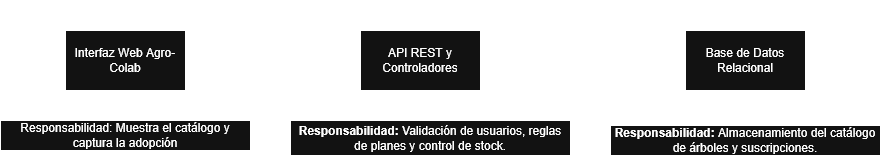 Interfaz Web Agro-
Colab
API REST y
Controladores
Base de Datos
Relacional
Responsabilidad: Muestra el catálogo y
captura la adopción
Responsabilidad: Validación de usuarios, reglas
de planes y control de stock.
Responsabilidad: Almacenamiento del catálogo
de árboles y suscripciones.